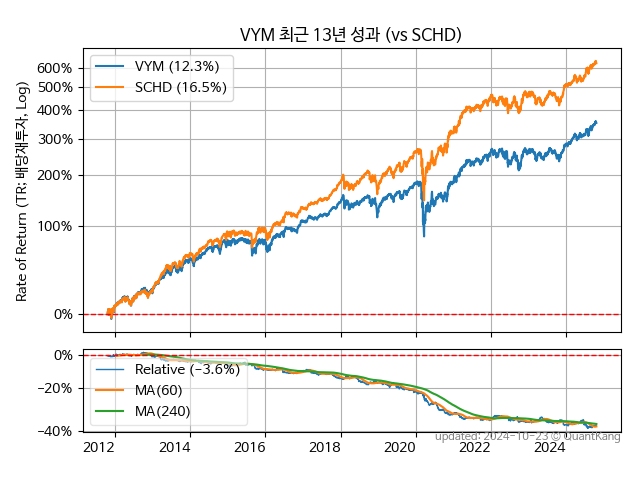 VYM 최근 13년 성과 (vs SCHD)
Rate of Return (TR: 배당재투자, Log)
600%
500%
400%
300%
200%
100%
0%
VYM (12.3%)
SCHD (16.5%)
0%
−20%
−40%
Relative (−3.6%)
MA(60)
MA(240)
2012 2014 2016 2018 2020 2022 2024
updated: 2024-10-23 © QuantKang